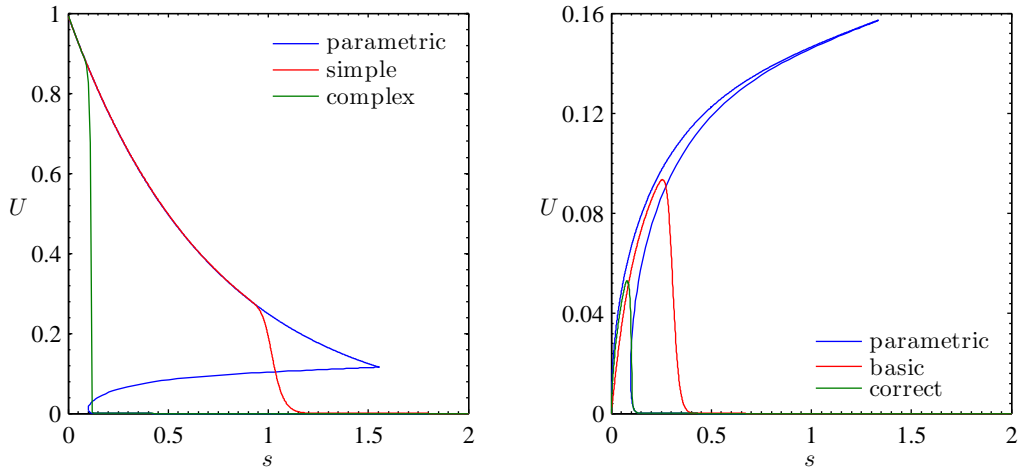 1
0.8
0.6
0.4
0.2
0
U
parametric
simple
complex
0 0.5 1 1.5 2
s
0.16
0.12
0.08
0.04
0
U
parametric
basic
correct
0 0.5 1 1.5 2
s